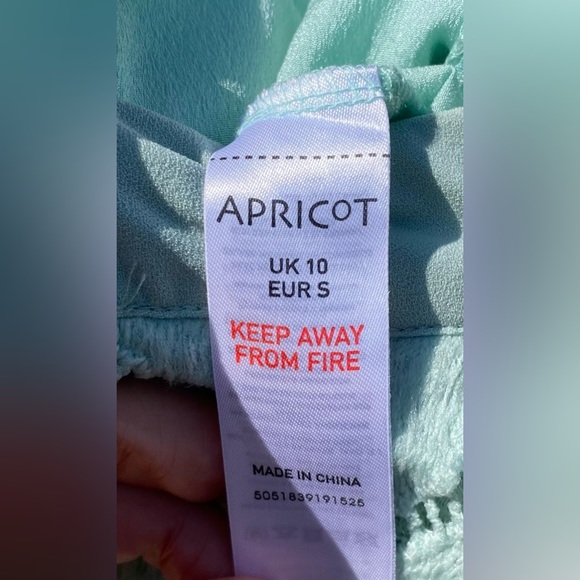 APRICOT
UK 10
EUR S
KEEP AWAY
FROM FIRE
MADE IN CHINA
5051839191525